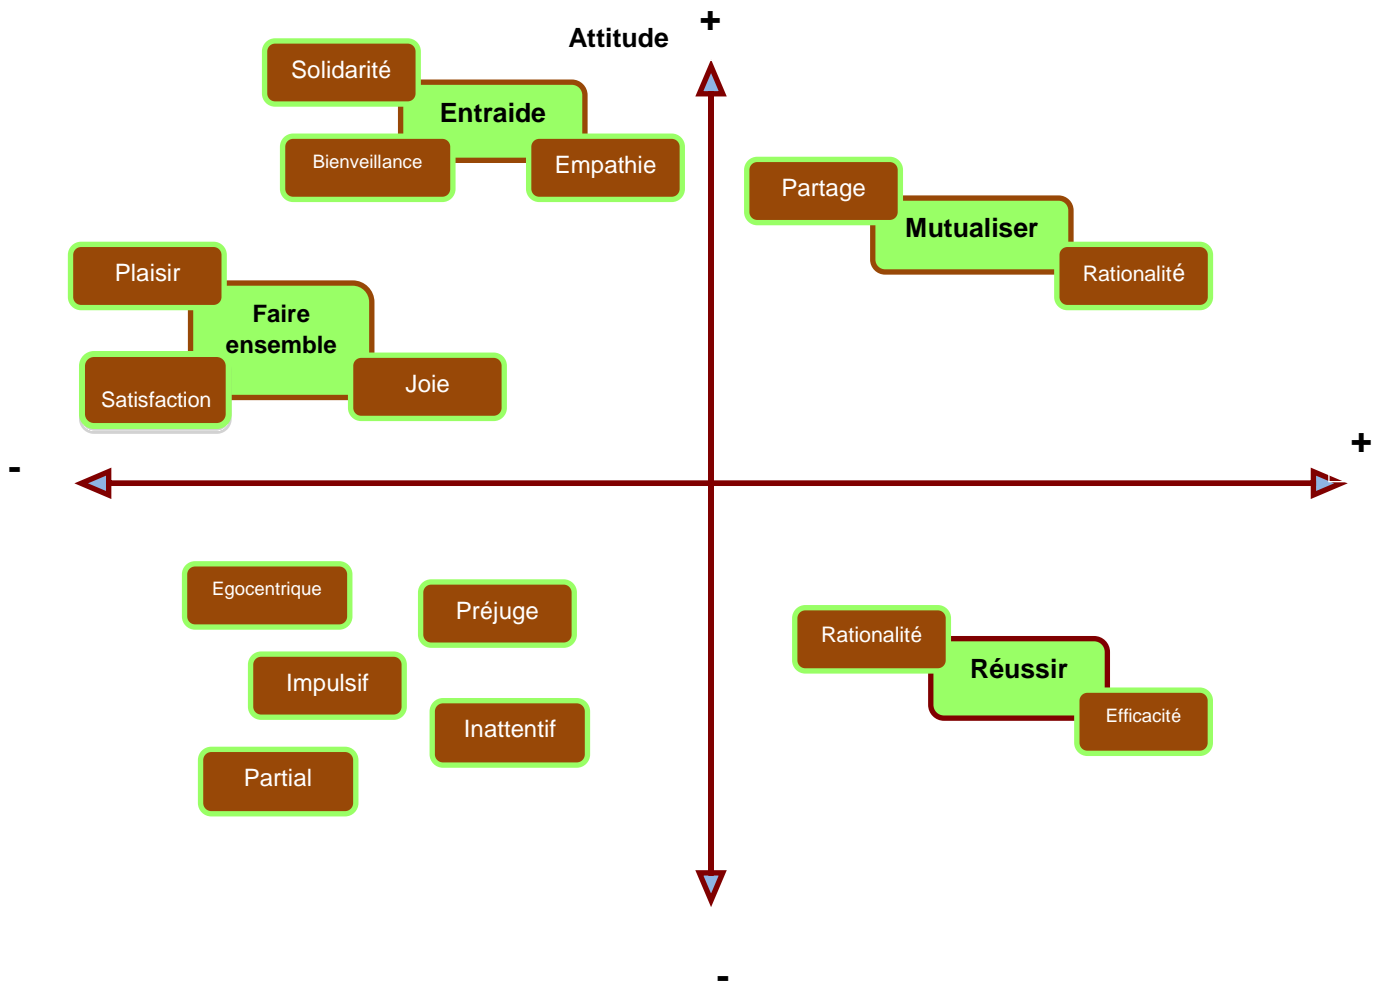 +
Attitude
Solidarité
Entraide
Bienveillance
Empathie
Partage
Mutualiser
Rationalité
Plaisir
Faire
ensemble
Satisfaction
Joie
+
-
Egocentrique
Préjuge
Impulsif
Inattentif
Partial
Rationalité
Réussir
Efficacité
-